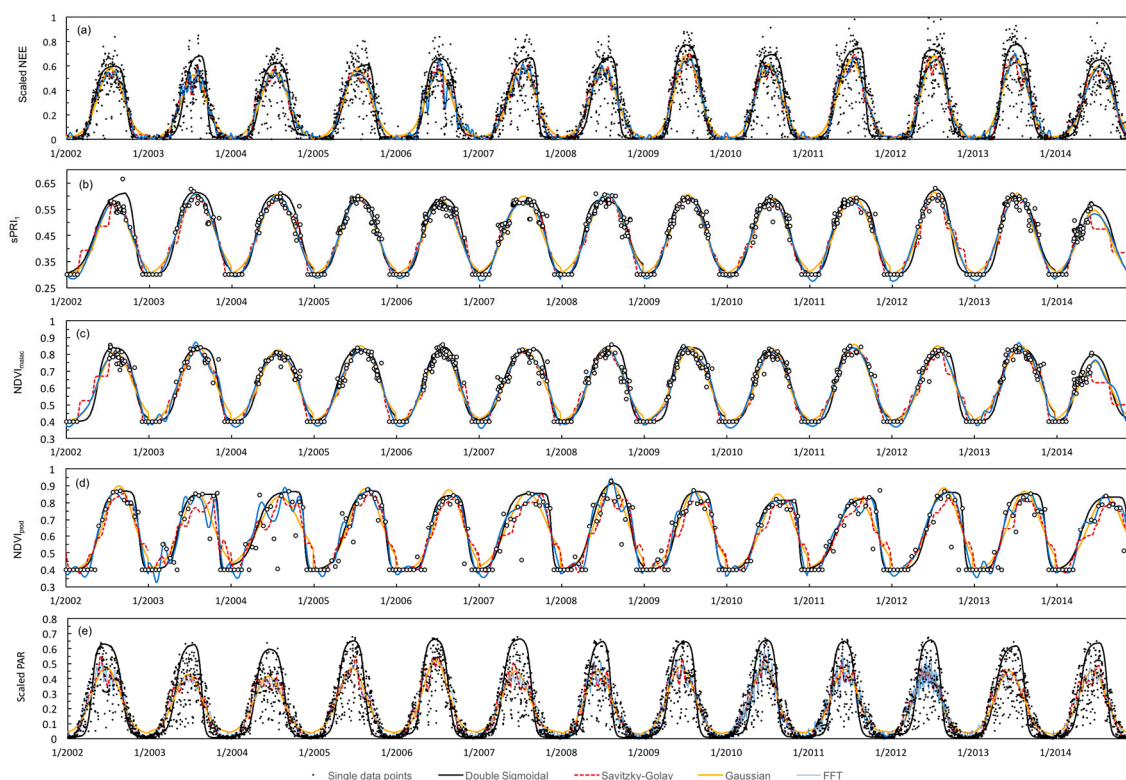 (a)
Scaled NEE
1
0.8
0.6
0.4
0.2
0
1/2002 1/2003 1/2004 1/2005 1/2006 1/2007 1/2008 1/2009 1/2010 1/2011 1/2012 1/2013 1/2014
(b)
sPRI1
0.65
0.55
0.45
0.35
0.25
1/2002 1/2003 1/2004 1/2005 1/2006 1/2007 1/2008 1/2009 1/2010 1/2011 1/2012 1/2013 1/2014
(c)
NDVImaiac
1
0.9
0.8
0.7
0.6
0.5
0.4
0.3
1/2002 1/2003 1/2004 1/2005 1/2006 1/2007 1/2008 1/2009 1/2010 1/2011 1/2012 1/2013 1/2014
(d)
NDVIpod
1
0.9
0.8
0.7
0.6
0.5
0.4
0.3
1/2002 1/2003 1/2004 1/2005 1/2006 1/2007 1/2008 1/2009 1/2010 1/2011 1/2012 1/2013 1/2014
(e)
Scaled PAR
0.8
0.7
0.6
0.5
0.4
0.3
0.2
0.1
0
1/2002 1/2003 1/2004 1/2005 1/2006 1/2007 1/2008 1/2009 1/2010 1/2011 1/2012 1/2013 1/2014
Single data points Double Sigmoidal Savitzky-Golay Gaussian FFT